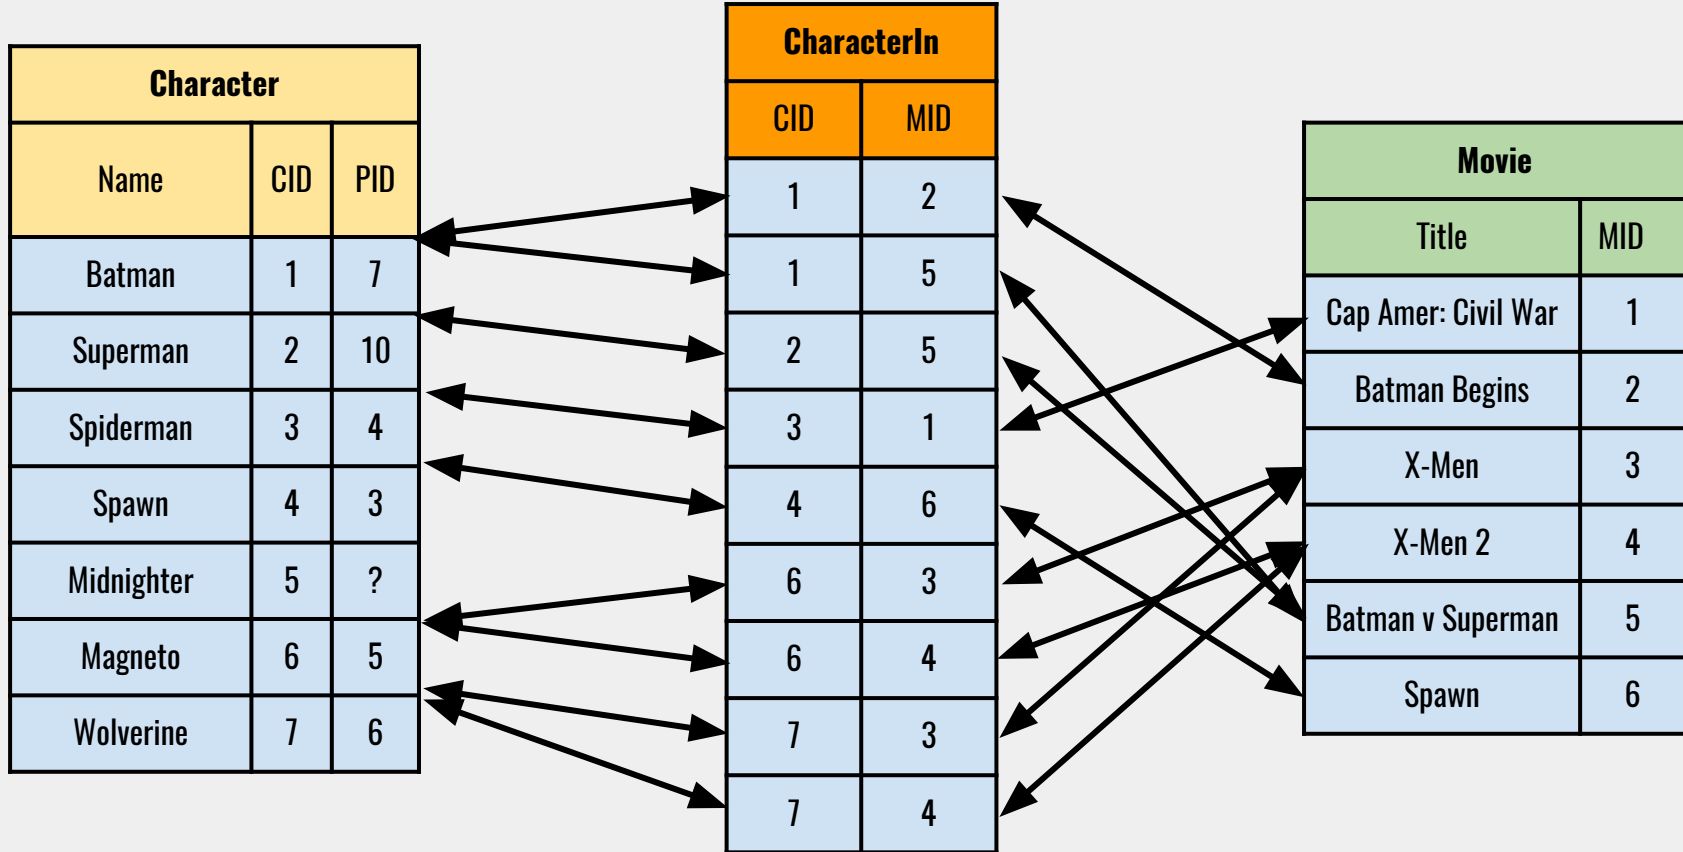 Character
Name CID PID
Batman 1 7
Superman 2 10
Spiderman 3 4
Spawn 4 3
Midnighter 5 ?
Magneto 6 5
Wolverine 7 6
CharacterIn
CID MID
1 2
1 5
2 5
3 1
4 6
6 3
6 4
7 3
7 4
Movie
Title MID
Cap Amer: Civil War 1
Batman Begins 2
X-Men 3
X-Men 2 4
Batman v Superman 5
Spawn 6